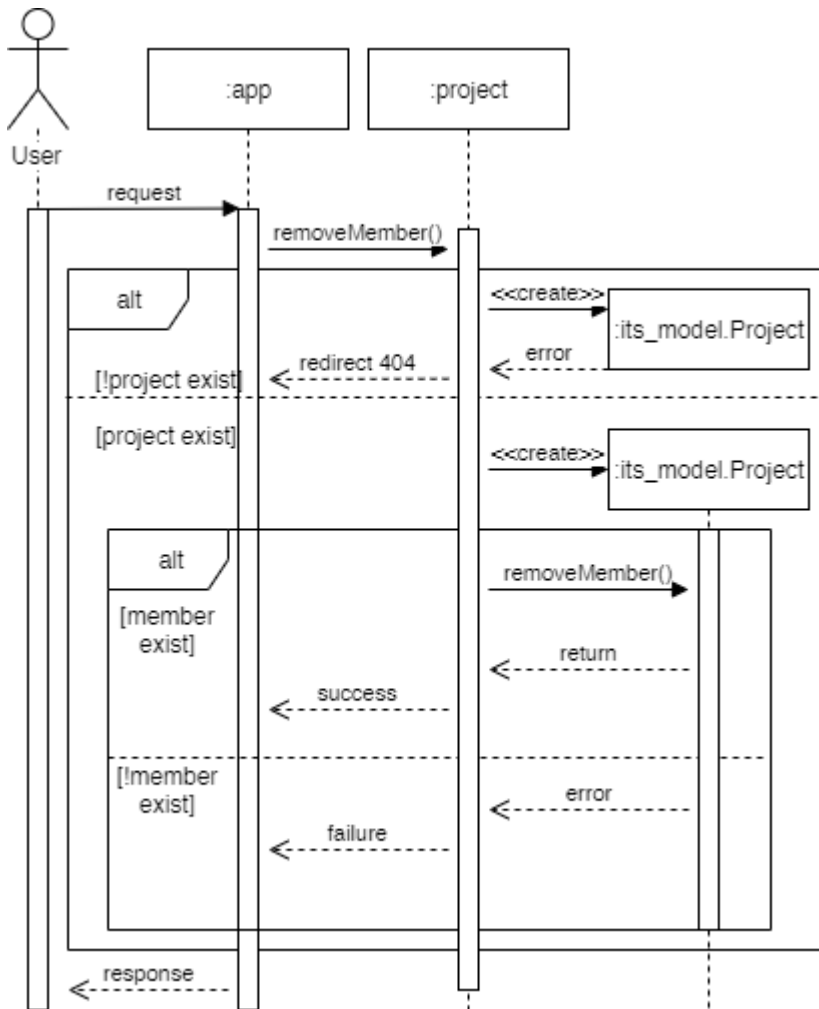 :app
:project
User
request
removeMember()
alt
<<create>>
:its_model.Project
error
redirect 404
[!project exist]
[project exist]
<<create>>
:its_model.Project
alt
removeMember()
[member
exist]
return
success
[!member
exist]
error
failure
response